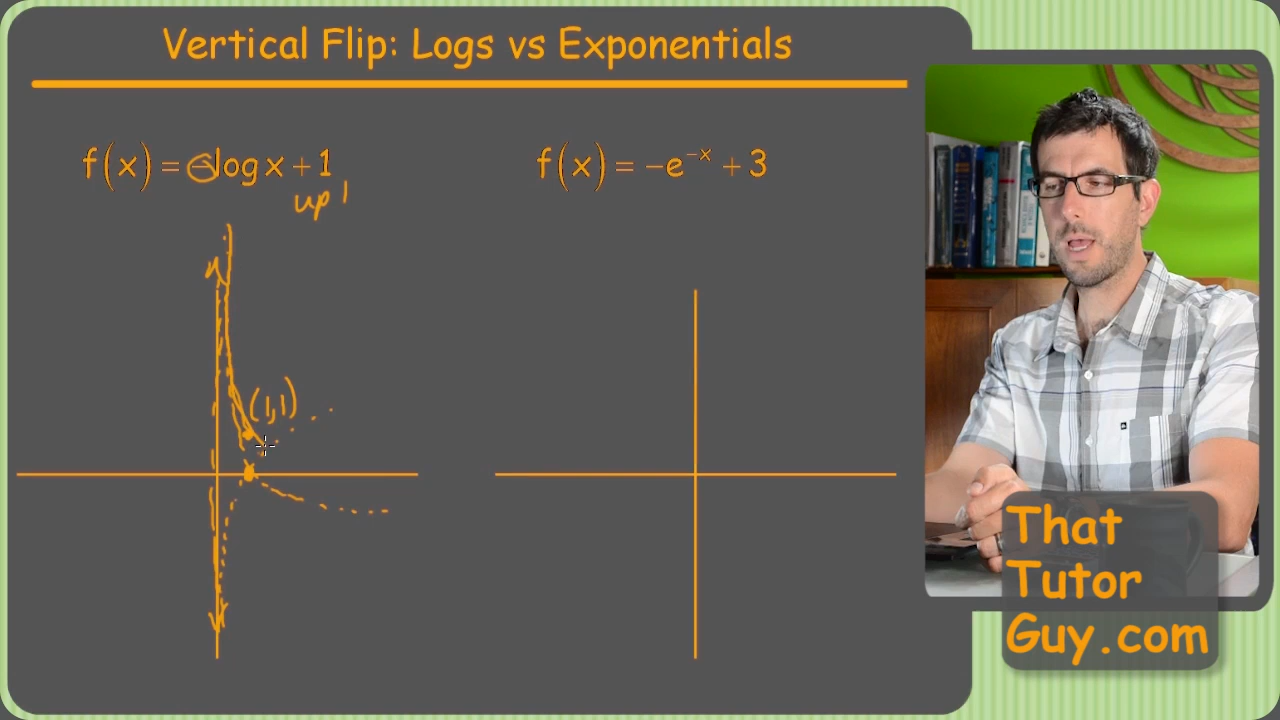 Vertical Flip: Logs vs Exponentials
f(x) = -log x + 1
f(x) = -e^{-x} + 3
up 1
(1,1)
That
Tutor
Guy.com